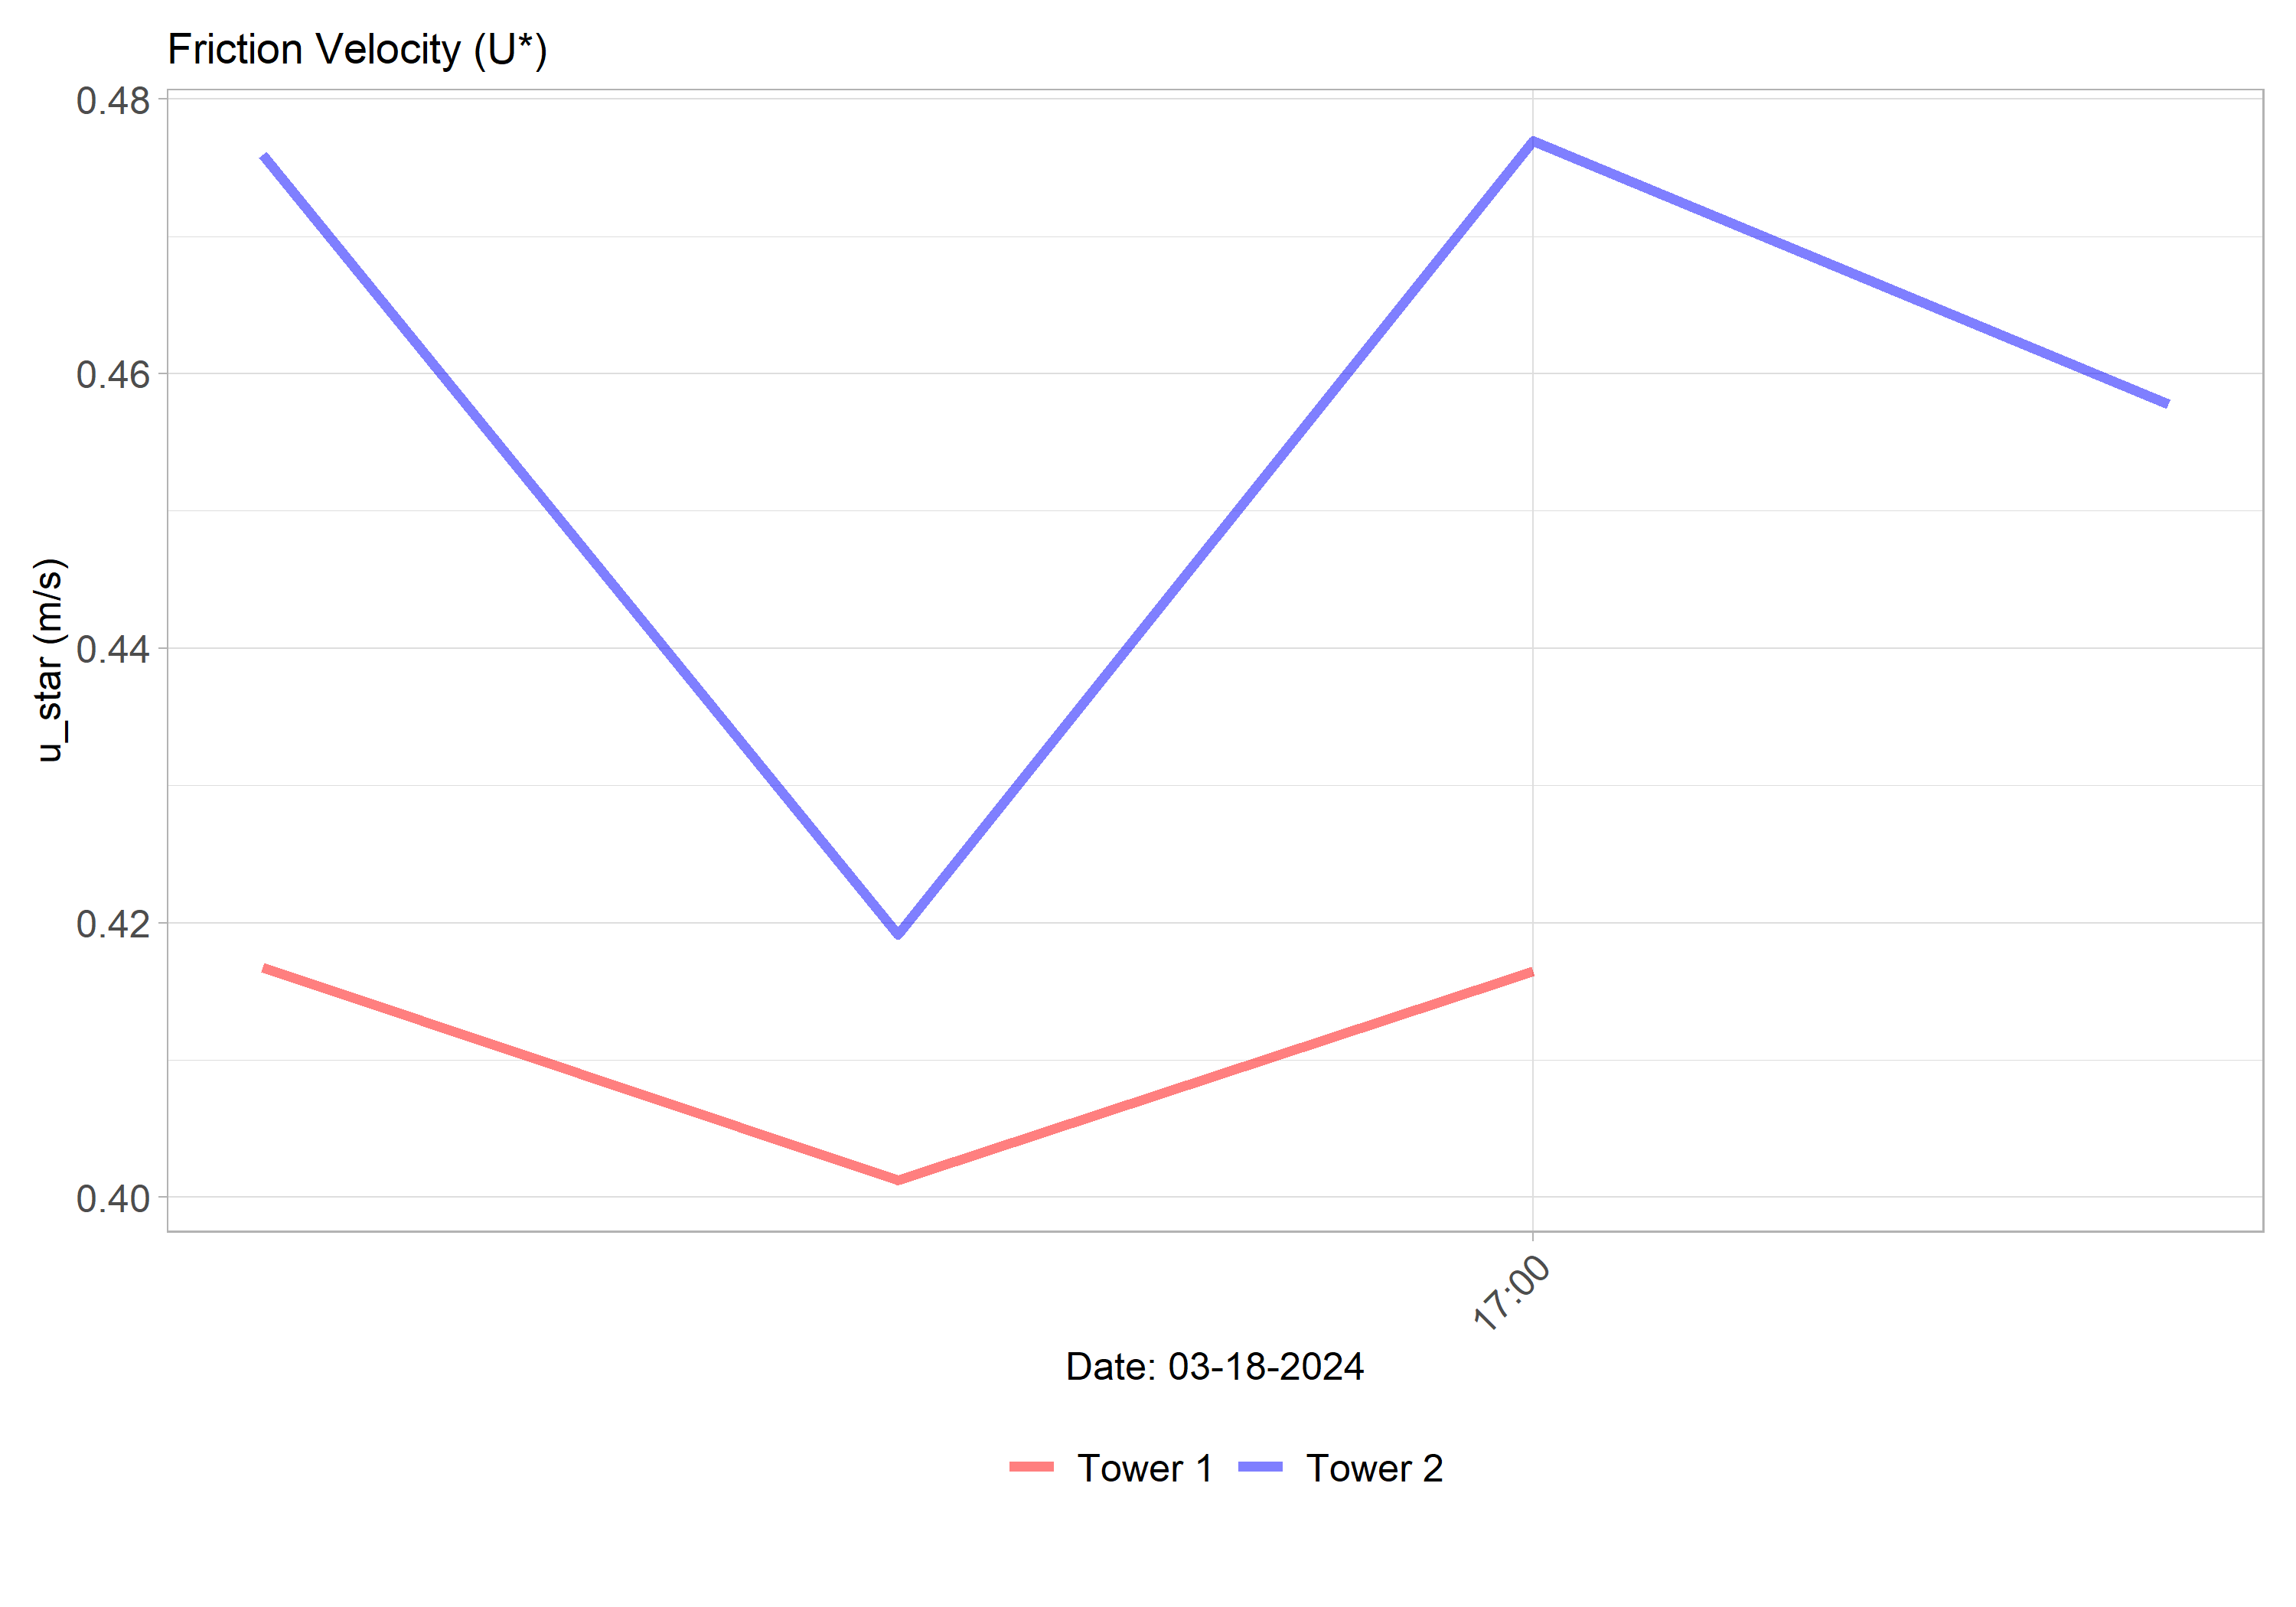 Friction Velocity (U*)
0.48
0.46
0.44
0.42
0.40
u_star (m/s)
17:00
Date: 03-18-2024
Tower 1
Tower 2